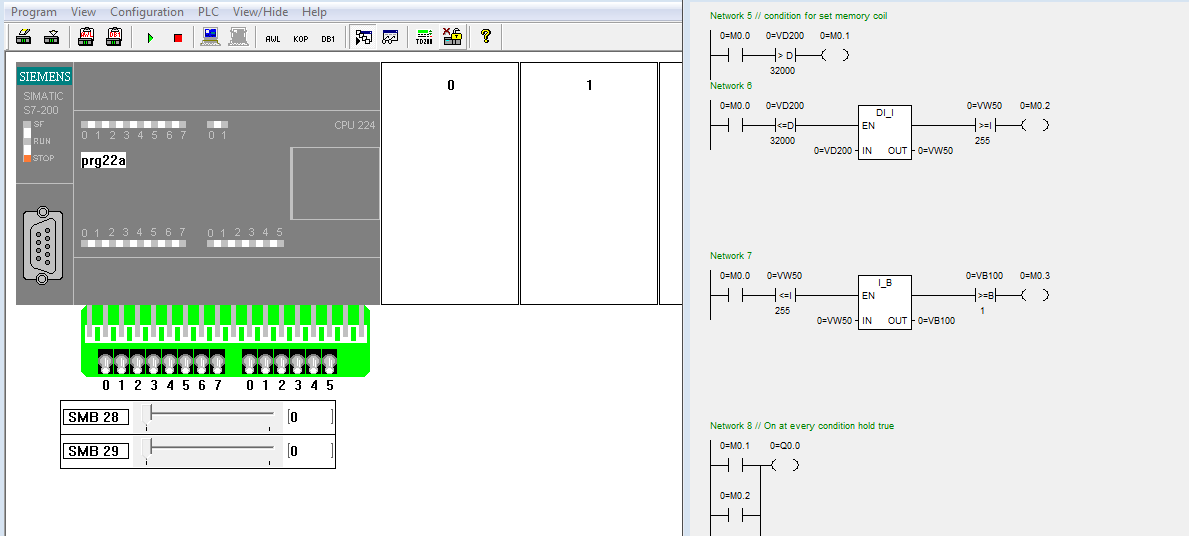 Program View Configuration PLC View/Hide Help
AWL KOP DB1 TD200
SIEMENS
SIMATIC
S7-200
SF
RUN
STOP
0 1 2 3 4 5 6 7 0 1
CPU 224
prg22a
0 1 2 3 4 5 6 7 0 1 2 3 4 5
0 1 2 3 4 5 6 7 0 1 2 3 4 5
SMB 28 [0 ]
SMB 29 [0 ]
0
1
Network 5 // condition for set memory coil
0=M0.0 0=VD200 0=M0.1
> D
32000
Network 6
0=M0.0 0=VD200 DI_I 0=VW50 0=M0.2
<=D EN >=I
32000 255
0=VD200 IN OUT 0=VW50
Network 7
0=M0.0 0=VW50 I_B 0=VB100 0=M0.3
<=I EN >=B
255 1
0=VW50 IN OUT 0=VB100
Network 8 // On at every condition hold true
0=M0.1 0=Q0.0
0=M0.2